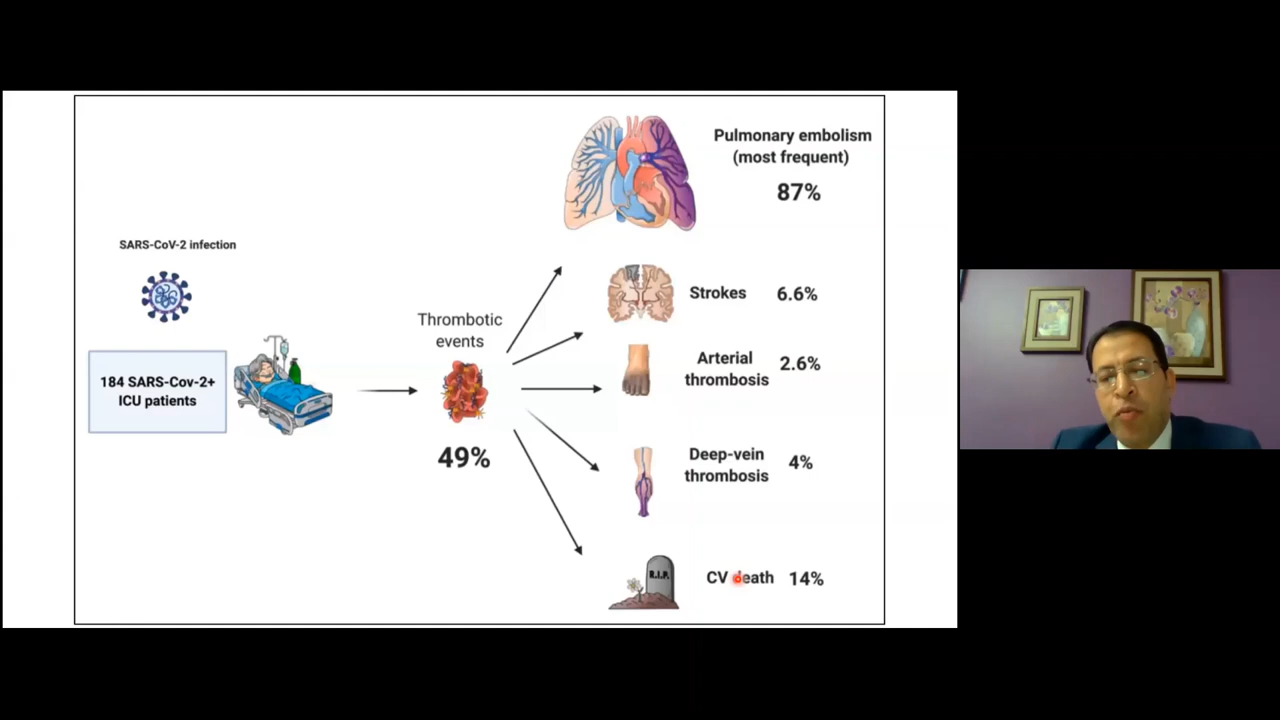 SARS-CoV-2 infection
184 SARS-Cov-2+
ICU patients
Thrombotic
events
49%
Pulmonary embolism
(most frequent)
87%
Strokes 6.6%
Arterial
thrombosis
2.6%
Deep-vein
thrombosis
4%
R.I.P.
CV death 14%